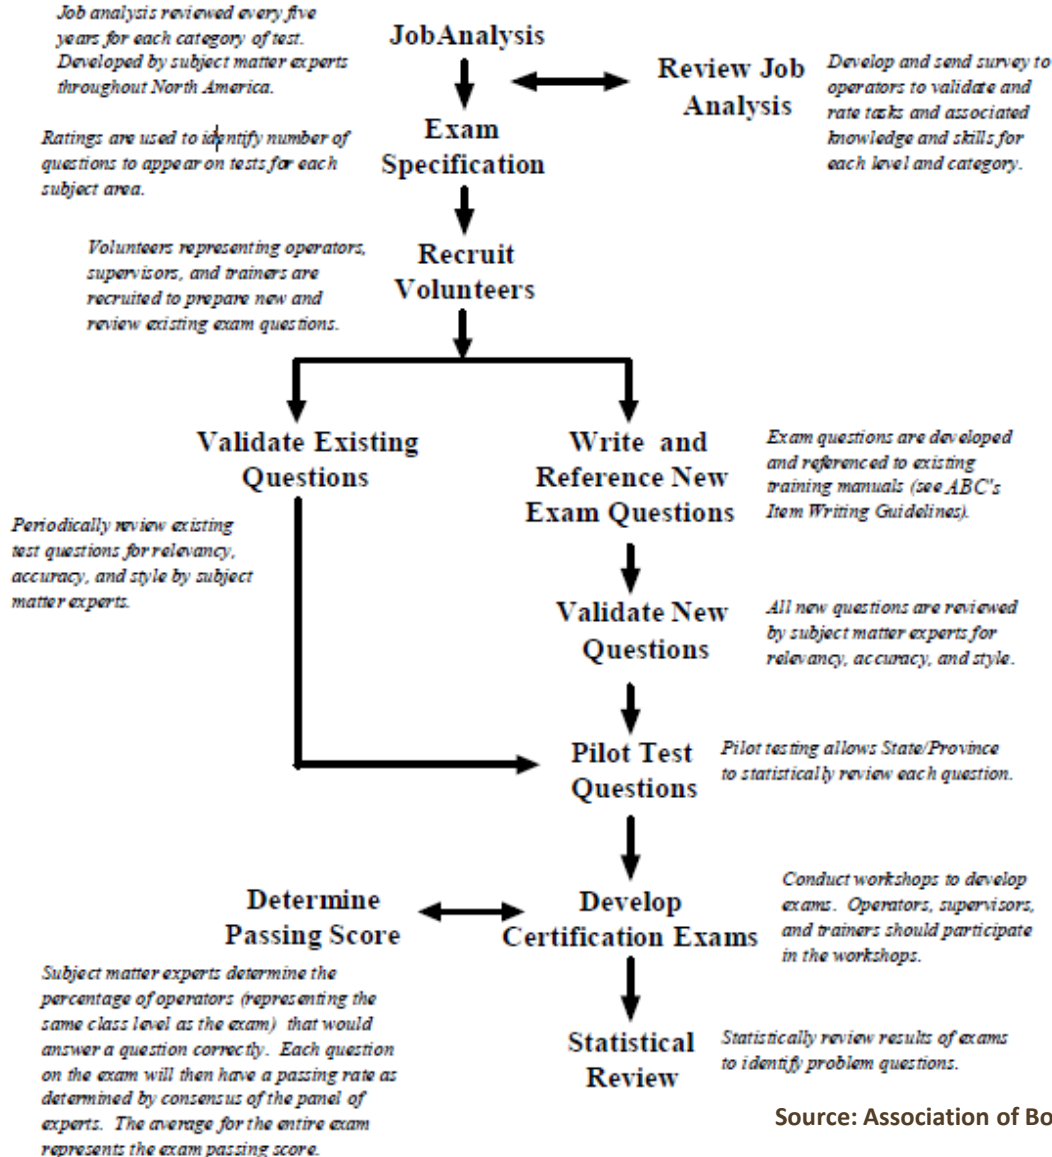 Job analysis reviewed every five
years for each category of test.
Developed by subject matter experts
throughout North America.
JobAnalysis
Review Job
Analysis
Develop and send survey to
operators to validate and
rate tasks and associated
knowledge and skills for
each level and category.
Ratings are used to identify number of
questions to appear on tests for each
subject area.
Exam
Specification
Volunteers representing operators,
supervisors, and trainers are
recruited to prepare new and
review existing exam questions.
Recruit
Volunteers
Validate Existing
Questions
Write and
Reference New
Exam Questions
Exam questions are developed
and referenced to existing
training manuals (see ABC's
Item Writing Guidelines).
Periodically review existing
test questions for relevancy,
accuracy, and style by subject
matter experts.
Validate New
Questions
All new questions are reviewed
by subject matter experts for
relevancy, accuracy, and style.
Pilot Test
Questions
Pilot testing allows State/Province
to statistically review each question.
Determine
Passing Score
Develop
Certification Exams
Conduct workshops to develop
exams. Operators, supervisors,
and trainers should participate
in the workshops.
Subject matter experts determine the
percentage of operators (representing the
same class level as the exam) that would
answer a question correctly. Each question
on the exam will then have a passing rate as
determined by consensus of the panel of
experts. The average for the entire exam
represents the exam passing score.
Statistical
Review
Statistically review results of exams
to identify problem questions.
Source: Association of Bo